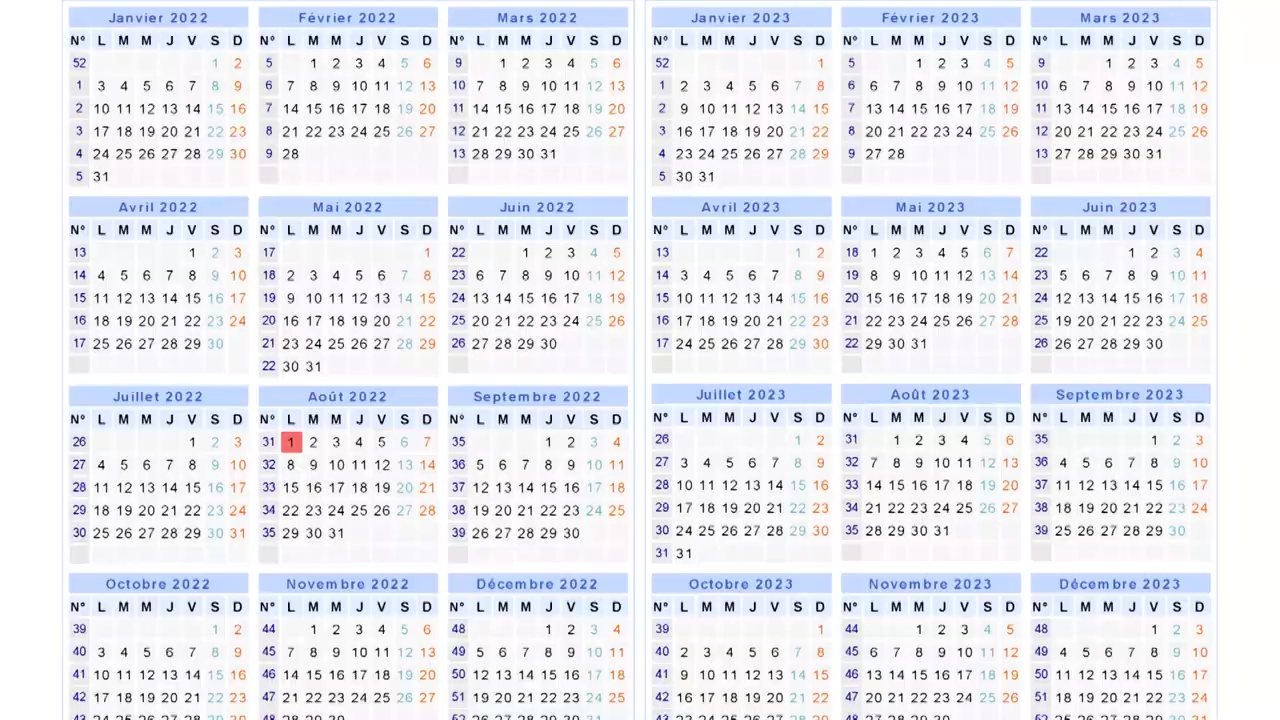 Janvier 2022
N° L M M J V S D
52 1 2
1 3 4 5 6 7 8 9
2 10 11 12 13 14 15 16
3 17 18 19 20 21 22 23
4 24 25 26 27 28 29 30
5 31
Février 2022
N° L M M J V S D
5 1 2 3 4 5 6
6 7 8 9 10 11 12 13
7 14 15 16 17 18 19 20
8 21 22 23 24 25 26 27
9 28
Mars 2022
N° L M M J V S D
9 1 2 3 4 5 6
10 7 8 9 10 11 12 13
11 14 15 16 17 18 19 20
12 21 22 23 24 25 26 27
13 28 29 30 31
Janvier 2023
N° L M M J V S D
52 1
1 2 3 4 5 6 7 8
2 9 10 11 12 13 14 15
3 16 17 18 19 20 21 22
4 23 24 25 26 27 28 29
5 30 31
Février 2023
N° L M M J V S D
5 1 2 3 4 5
6 6 7 8 9 10 11 12
7 13 14 15 16 17 18 19
8 20 21 22 23 24 25 26
9 27 28
Mars 2023
N° L M M J V S D
9 1 2 3 4 5
10 6 7 8 9 10 11 12
11 13 14 15 16 17 18 19
12 20 21 22 23 24 25 26
13 27 28 29 30 31
Avril 2022
N° L M M J V S D
13 1 2 3
14 4 5 6 7 8 9 10
15 11 12 13 14 15 16 17
16 18 19 20 21 22 23 24
17 25 26 27 28 29 30
Mai 2022
N° L M M J V S D
17 1
18 2 3 4 5 6 7 8
19 9 10 11 12 13 14 15
20 16 17 18 19 20 21 22
21 23 24 25 26 27 28 29
22 30 31
Juin 2022
N° L M M J V S D
22 1 2 3 4 5
23 6 7 8 9 10 11 12
24 13 14 15 16 17 18 19
25 20 21 22 23 24 25 26
26 27 28 29 30
Avril 2023
N° L M M J V S D
13 1 2
14 3 4 5 6 7 8 9
15 10 11 12 13 14 15 16
16 17 18 19 20 21 22 23
17 24 25 26 27 28 29 30
Mai 2023
N° L M M J V S D
18 1 2 3 4 5 6 7
19 8 9 10 11 12 13 14
20 15 16 17 18 19 20 21
21 22 23 24 25 26 27 28
22 29 30 31
Juin 2023
N° L M M J V S D
22 1 2 3 4
23 5 6 7 8 9 10 11
24 12 13 14 15 16 17 18
25 19 20 21 22 23 24 25
26 26 27 28 29 30
Juillet 2022
N° L M M J V S D
26 1 2 3
27 4 5 6 7 8 9 10
28 11 12 13 14 15 16 17
29 18 19 20 21 22 23 24
30 25 26 27 28 29 30 31
Août 2022
N° L M M J V S D
31 1 2 3 4 5 6 7
32 8 9 10 11 12 13 14
33 15 16 17 18 19 20 21
34 22 23 24 25 26 27 28
35 29 30 31
Septembre 2022
N° L M M J V S D
35 1 2 3 4
36 5 6 7 8 9 10 11
37 12 13 14 15 16 17 18
38 19 20 21 22 23 24 25
39 26 27 28 29 30
Juillet 2023
N° L M M J V S D
26 1 2
27 3 4 5 6 7 8 9
28 10 11 12 13 14 15 16
29 17 18 19 20 21 22 23
30 24 25 26 27 28 29 30
31 31
Août 2023
N° L M M J V S D
31 1 2 3 4 5 6
32 7 8 9 10 11 12 13
33 14 15 16 17 18 19 20
34 21 22 23 24 25 26 27
35 28 29 30 31
Septembre 2023
N° L M M J V S D
35 1 2 3
36 4 5 6 7 8 9 10
37 11 12 13 14 15 16 17
38 18 19 20 21 22 23 24
39 25 26 27 28 29 30
Octobre 2022
N° L M M J V S D
39 1 2
40 3 4 5 6 7 8 9
41 10 11 12 13 14 15 16
42 17 18 19 20 21 22 23
Novembre 2022
N° L M M J V S D
44 1 2 3 4 5 6
45 7 8 9 10 11 12 13
46 14 15 16 17 18 19 20
47 21 22 23 24 25 26 27
Décembre 2022
N° L M M J V S D
48 1 2 3 4
49 5 6 7 8 9 10 11
50 12 13 14 15 16 17 18
51 19 20 21 22 23 24 25
Octobre 2023
N° L M M J V S D
39 1
40 2 3 4 5 6 7 8
41 9 10 11 12 13 14 15
42 16 17 18 19 20 21 22
Novembre 2023
N° L M M J V S D
44 1 2 3 4 5
45 6 7 8 9 10 11 12
46 13 14 15 16 17 18 19
47 20 21 22 23 24 25 26
Décembre 2023
N° L M M J V S D
48 1 2 3
49 4 5 6 7 8 9 10
50 11 12 13 14 15 16 17
51 18 19 20 21 22 23 24